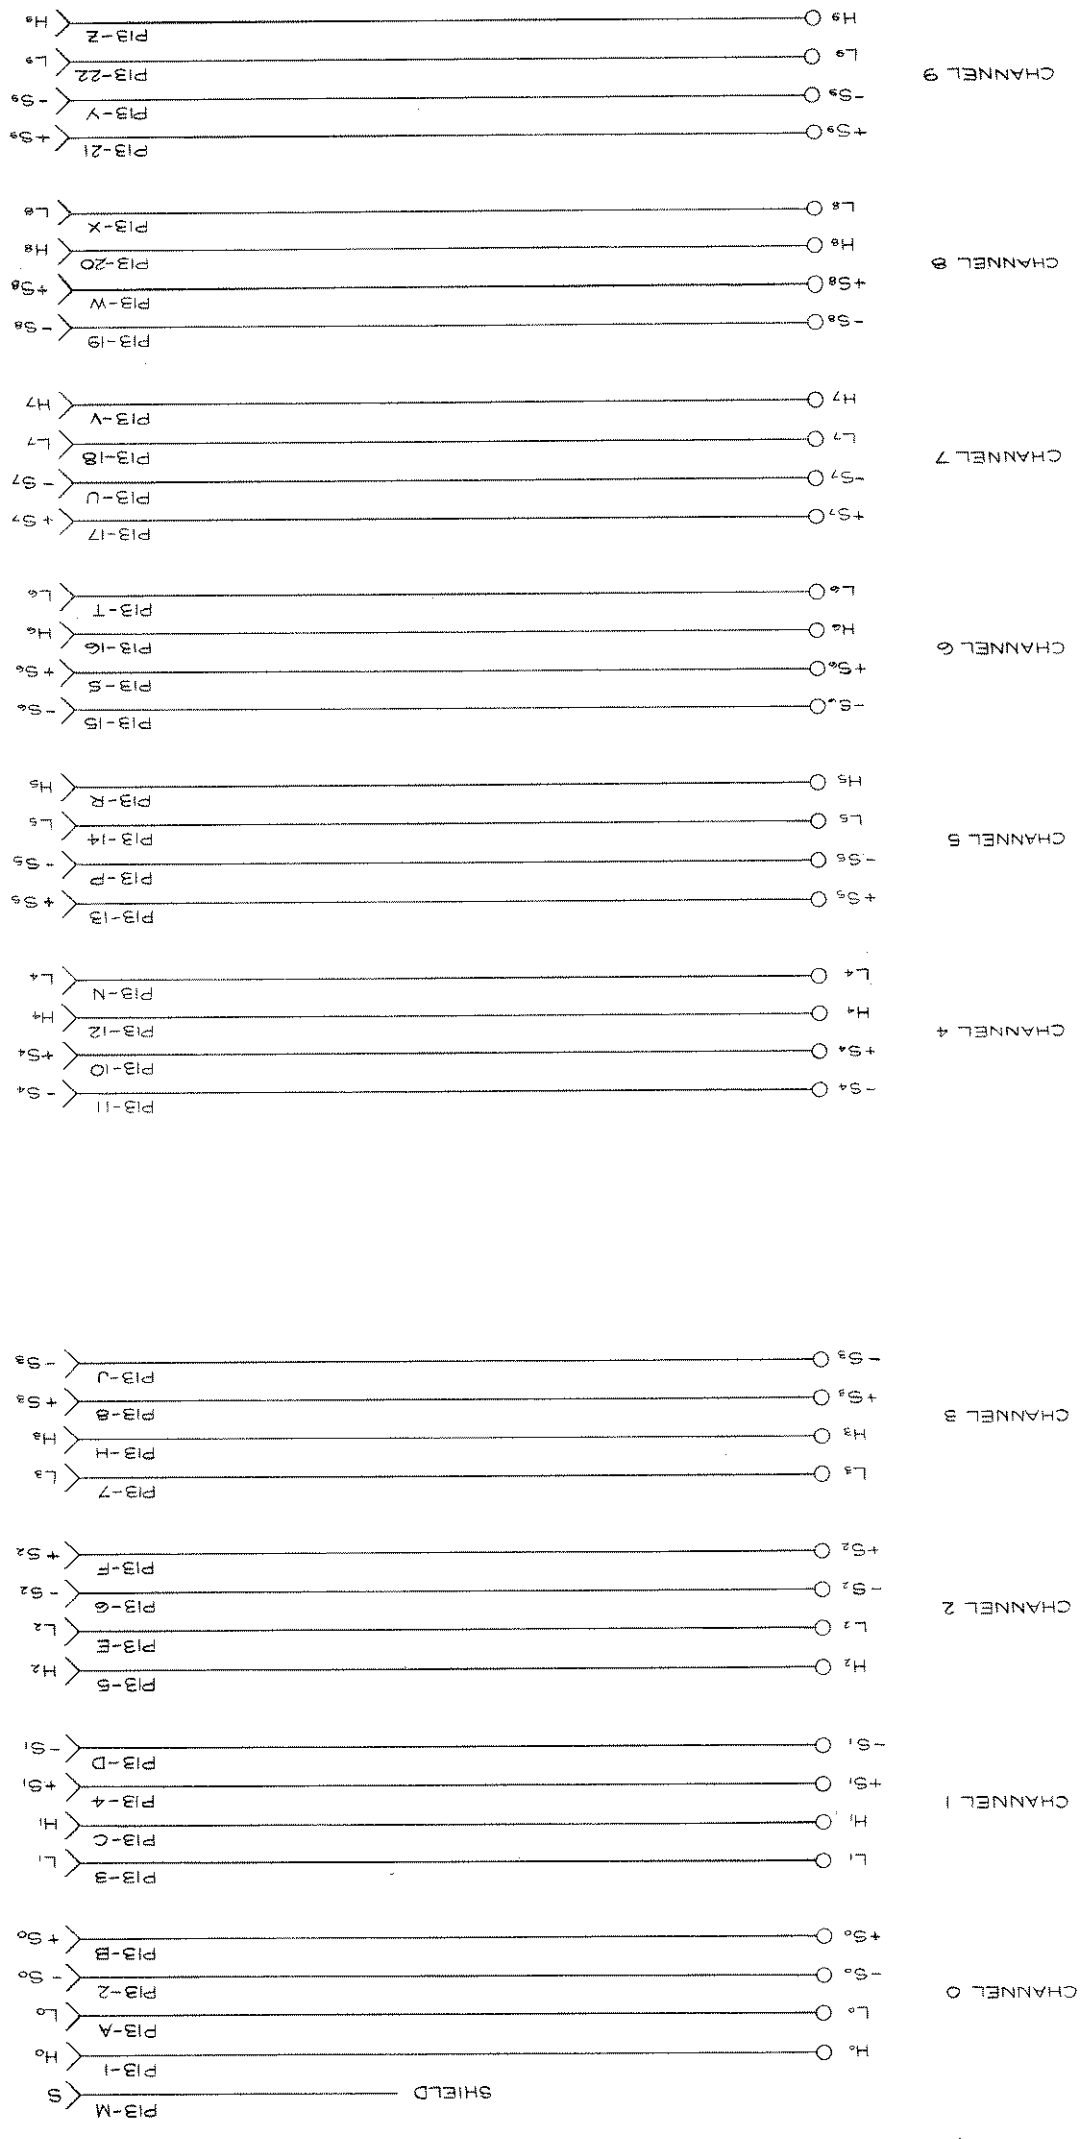 SHIELD P13-M S
CHANNEL 0
H₀ P13-1 H₀
L₀ P13-A L₀
-S₀ P13-2 -S₀
+S₀ P13-B +S₀
CHANNEL 1
L₁ P13-3 L₁
H₁ P13-C H₁
+S₁ P13-4 +S₁
-S₁ P13-D -S₁
CHANNEL 2
H₂ P13-5 H₂
L₂ P13-E L₂
-S₂ P13-6 -S₂
+S₂ P13-F +S₂
CHANNEL 3
L₃ P13-7 L₃
H₃ P13-H H₃
+S₃ P13-8 +S₃
-S₃ P13-J -S₃
CHANNEL 4
-S₄ P13-11 -S₄
+S₄ P13-10 +S₄
H₄ P13-12 H₄
L₄ P13-N L₄
CHANNEL 5
+S₅ P13-13 +S₅
-S₅ P13-P -S₅
L₅ P13-14 L₅
H₅ P13-R H₅
CHANNEL 6
-S₆ P13-15 -S₆
+S₆ P13-S +S₆
H₆ P13-16 H₆
L₆ P13-T L₆
CHANNEL 7
+S₇ P13-17 +S₇
-S₇ P13-U -S₇
L₇ P13-18 L₇
H₇ P13-V H₇
CHANNEL 8
-S₈ P13-19 -S₈
+S₈ P13-W +S₈
H₈ P13-20 H₈
L₈ P13-X L₈
CHANNEL 9
+S₉ P13-21 +S₉
-S₉ P13-Y -S₉
L₉ P13-22 L₉
H₉ P13-Z H₉